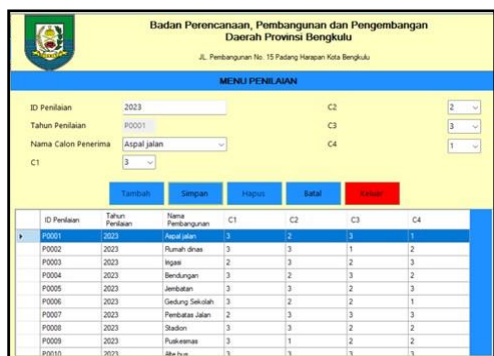 Badan Perencanaan, Pembangunan dan Pengembangan
Daerah Provinsi Bengkulu
JL. Pembangunan No. 15 Padang Harapan Kota Bengkulu
MENU PENILAIAN
ID Penilaian 2023 C2 2
Tahun Penilaian P0001 C3 3
Nama Calon Penerima Aspal jalan C4 1
C1 3
Tambah Simpan Hapus Batal Keluar
ID Penilaian Tahun Penilaian Nama Pembangunan C1 C2 C3 C4
P0001 2023 Aspal jalan 3 2 3 1
P0002 2023 Rumah dinas 3 3 1 2
P0003 2023 Irigasi 2 3 2 3
P0004 2023 Bendungan 3 2 3 2
P0005 2023 Jembatan 3 3 2 3
P0006 2023 Gedung Sekolah 3 2 2 1
P0007 2023 Pembatas Jalan 2 3 3 3
P0008 2023 Stadion 3 3 2 2
P0009 2023 Puskesmas 3 1 2 2
P0010 2023 3 3 3 3